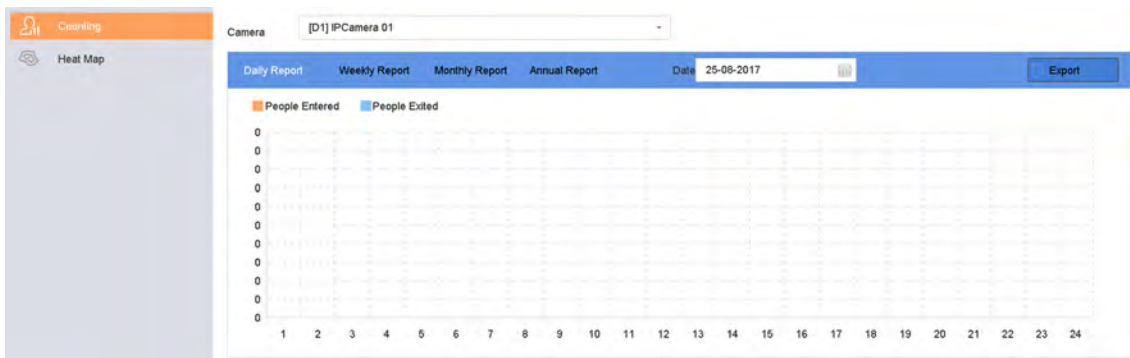 Counting
Heat Map
Camera [D1] IPCamera 01
Daily Report Weekly Report Monthly Report Annual Report Date 25-08-2017 Export
People Entered People Exited
0
0
0
0
0
0
0
0
0
0
0
1 2 3 4 5 6 7 8 9 10 11 12 13 14 15 16 17 18 19 20 21 22 23 24